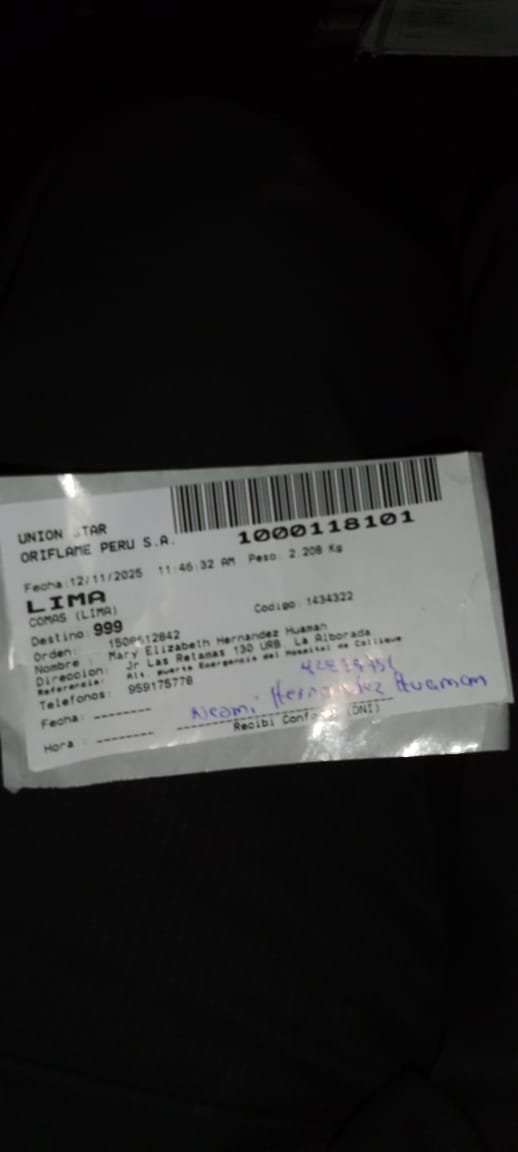 UNION STAR
ORIFLAME PERU S.A.
1000118101
Fecha:12/11/2025 11:46:32 AM Peso: 2.208 Kg
LIMA
COMAS (LIMA)
Destino: 999 Codigo: 1434322
Orden:
Nombre : Mary Elizabeth Hernandez Huaman
Direccion: Jr Las Retamas 130 URB La Alborada
Referencia: Alt. Puerta Emergencia del Hospital de Collique
Telefonos: 959175778
Fecha: --------
Noemi Hernandez Huaman
Hora : --------
Recibi Conforme (DNI)